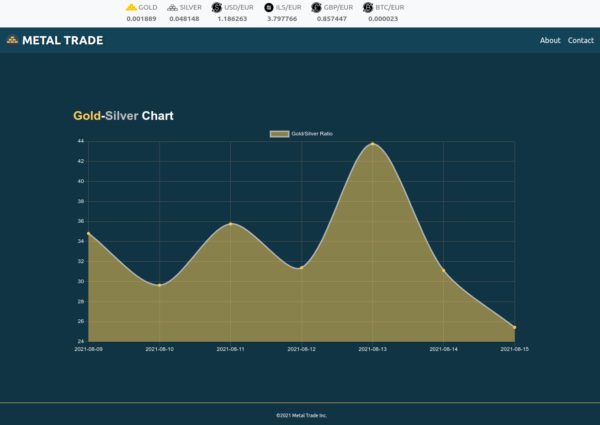 GOLD SILVER USD/EUR ILS/EUR GBP/EUR BTC/EUR
0.001889 0.048148 1.186263 3.797766 0.857447 0.000023
METAL TRADE About Contact
Gold-Silver Chart
Gold/Silver Ratio
44
42
40
38
36
34
32
30
28
26
24
2021-08-09 2021-08-10 2021-08-11 2021-08-12 2021-08-13 2021-08-14 2021-08-15
©2021 Metal Trade Inc.